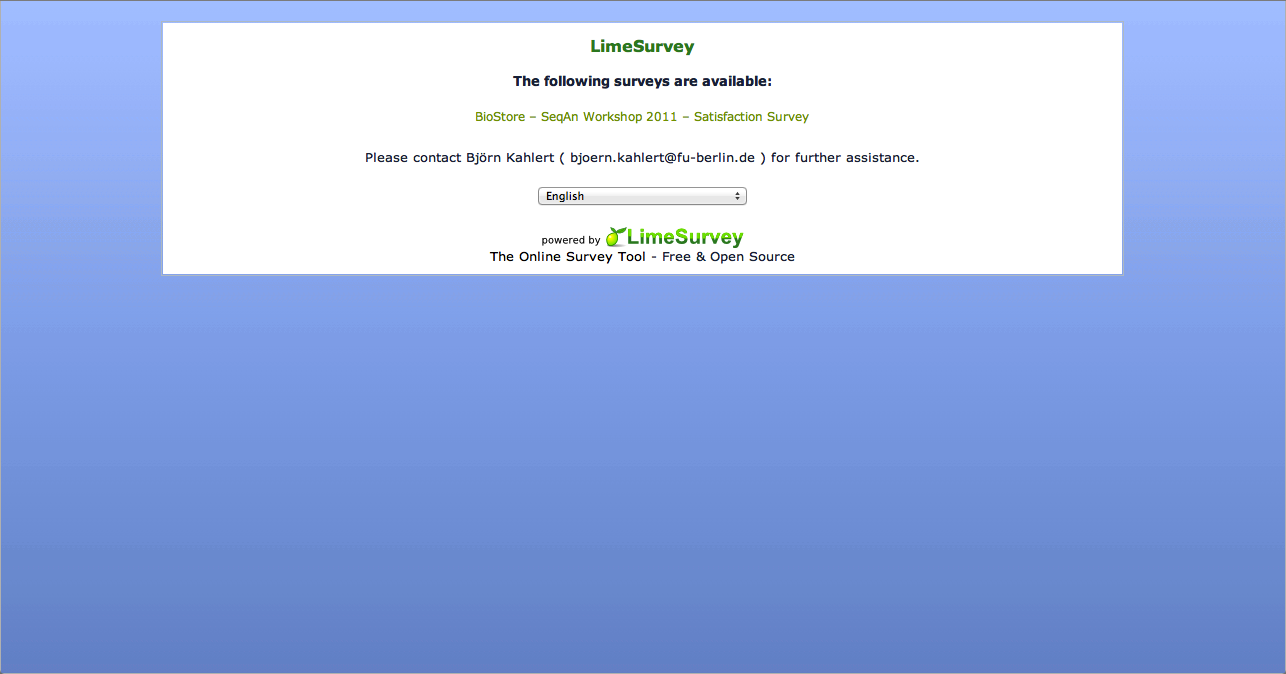 LimeSurvey
The following surveys are available:
BioStore – SeqAn Workshop 2011 – Satisfaction Survey
Please contact Björn Kahlert ( bjoern.kahlert@fu-berlin.de ) for further assistance.
English
powered by LimeSurvey
The Online Survey Tool - Free & Open Source